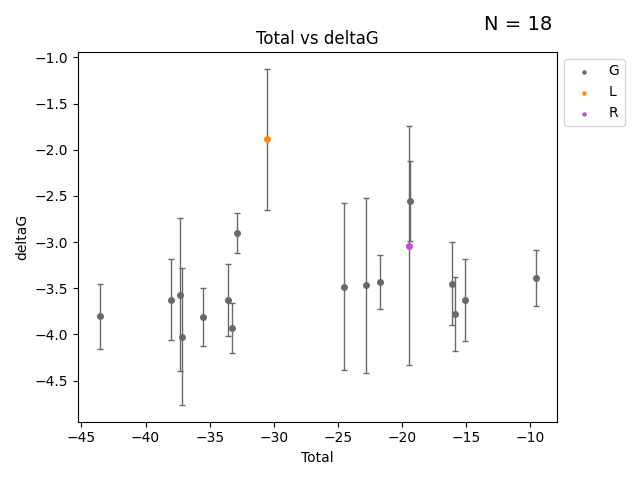 N = 18
Total vs deltaG
G
L
R
deltaG
−1.0
−1.5
−2.0
−2.5
−3.0
−3.5
−4.0
−4.5
−45 −40 −35 −30 −25 −20 −15 −10
Total